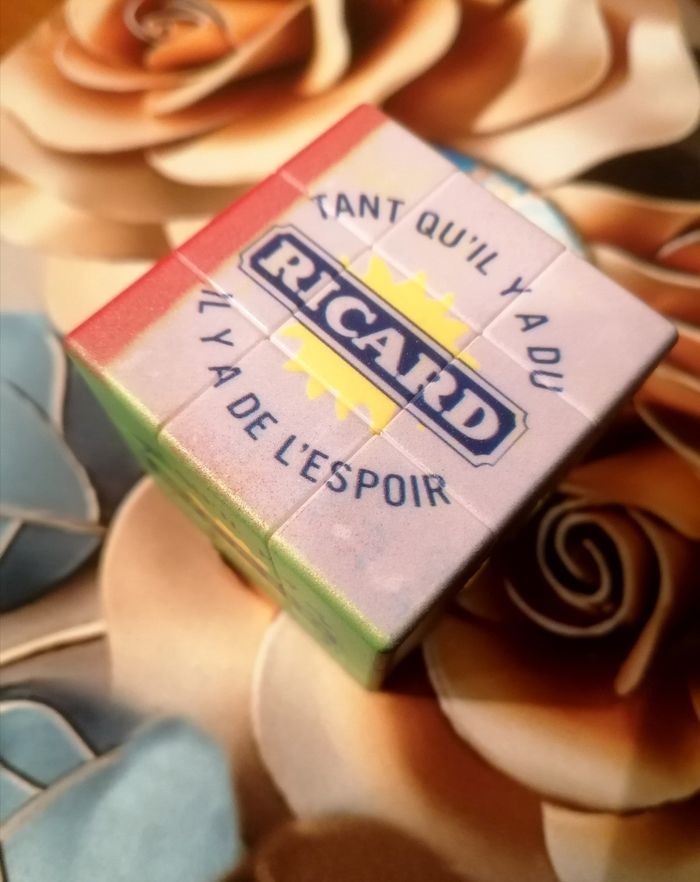 TANT QU'IL Y A DU
RICARD
IL Y A DE L'ESPOIR